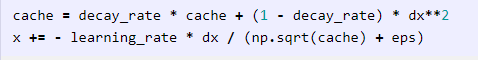 cache = decay_rate * cache + (1 - decay_rate) * dx**2
x += - learning_rate * dx / (np.sqrt(cache) + eps)